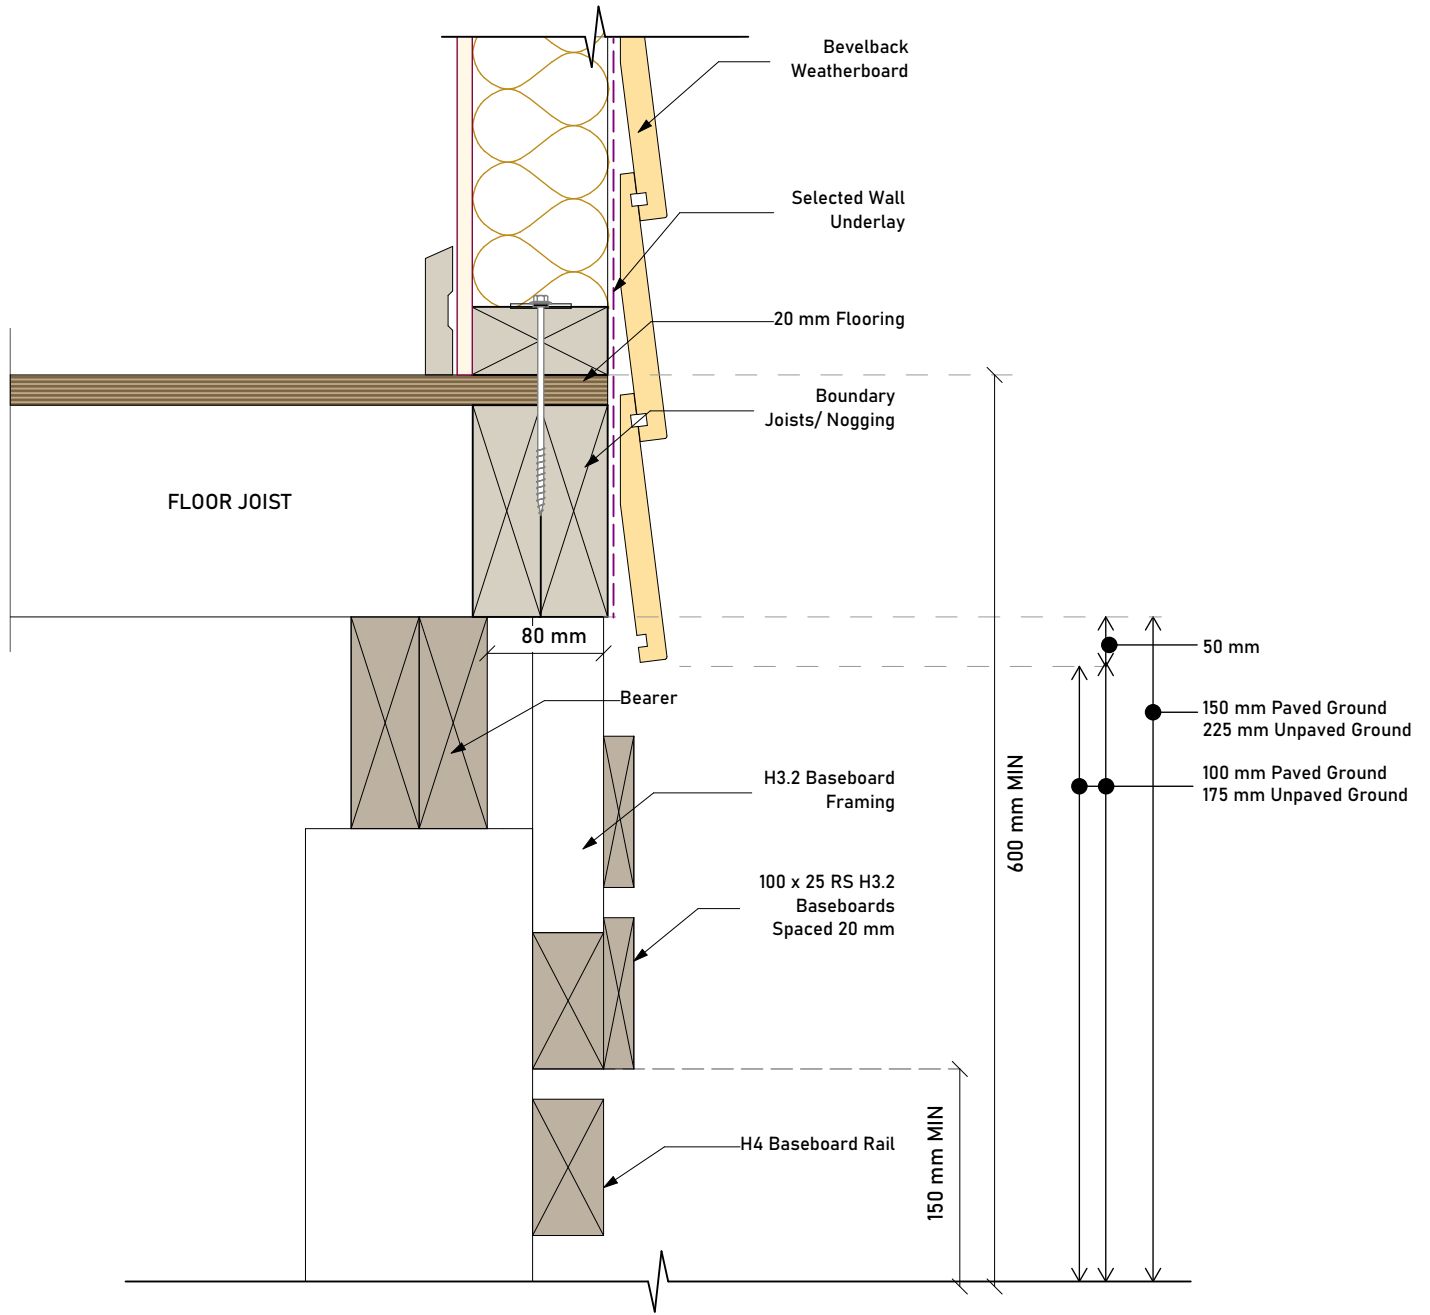 Bevelback
Weatherboard
Selected Wall
Underlay
20 mm Flooring
Boundary
Joists/ Nogging
FLOOR JOIST
80 mm
50 mm
Bearer
150 mm Paved Ground
225 mm Unpaved Ground
H3.2 Baseboard
Framing
100 mm Paved Ground
175 mm Unpaved Ground
600 mm MIN
100 x 25 RS H3.2
Baseboards
Spaced 20 mm
150 mm MIN
H4 Baseboard Rail